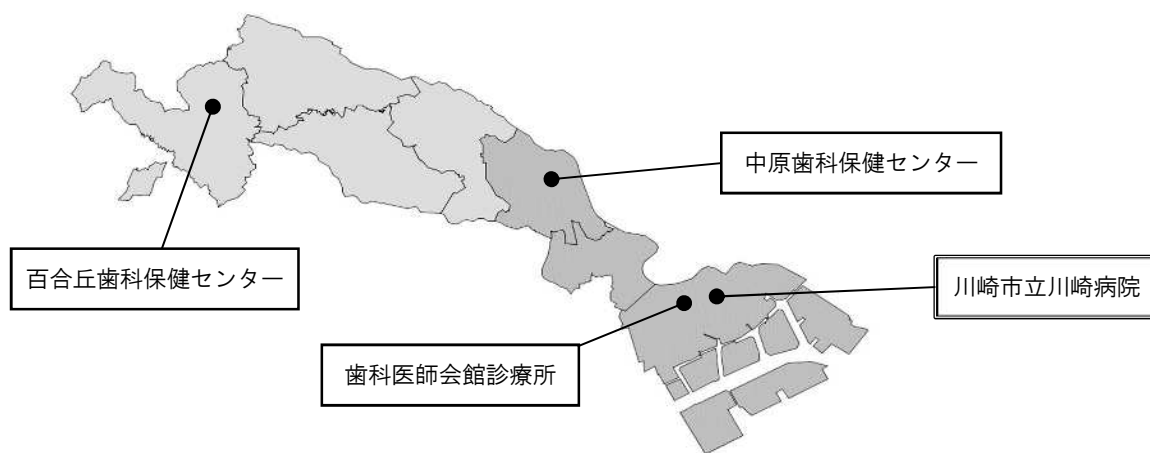 中原歯科保健センター
百合丘歯科保健センター
川崎市立川崎病院
歯科医師会館診療所